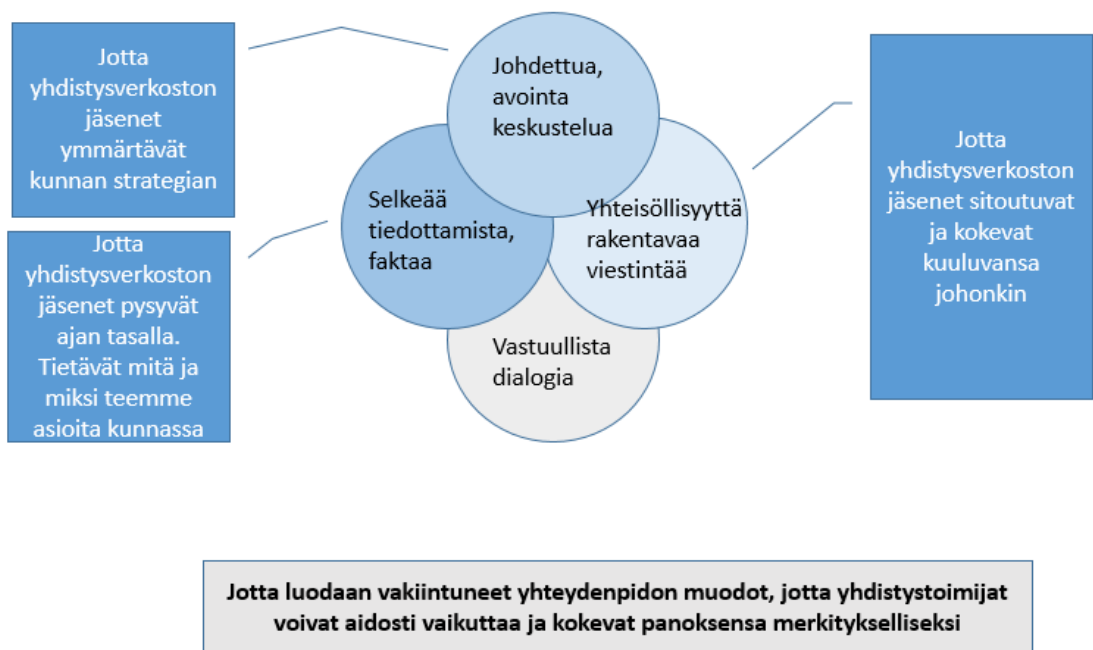 Jotta
yhdistysverkoston
jäsenet
ymmärtävät
kunnan strategian
Johdettua,
avointa
keskustelua
Jotta
yhdistysverkoston
jäsenet sitoutuvat
ja kokevat
kuuluvansa
johonkin
Selkeää
tiedottamista,
faktaa
Yhteisöllisyyttä
rakentavaa
viestintää
Jotta
yhdistysverkoston
jäsenet pysyvät
ajan tasalla.
Tietävät mitä ja
miksi teemme
asioita kunnassa
Vastuullista
dialogia
Jotta luodaan vakiintuneet yhteydenpidon muodot, jotta yhdistystoimijat
voivat aidosti vaikuttaa ja kokevat panoksensa merkitykselliseksi